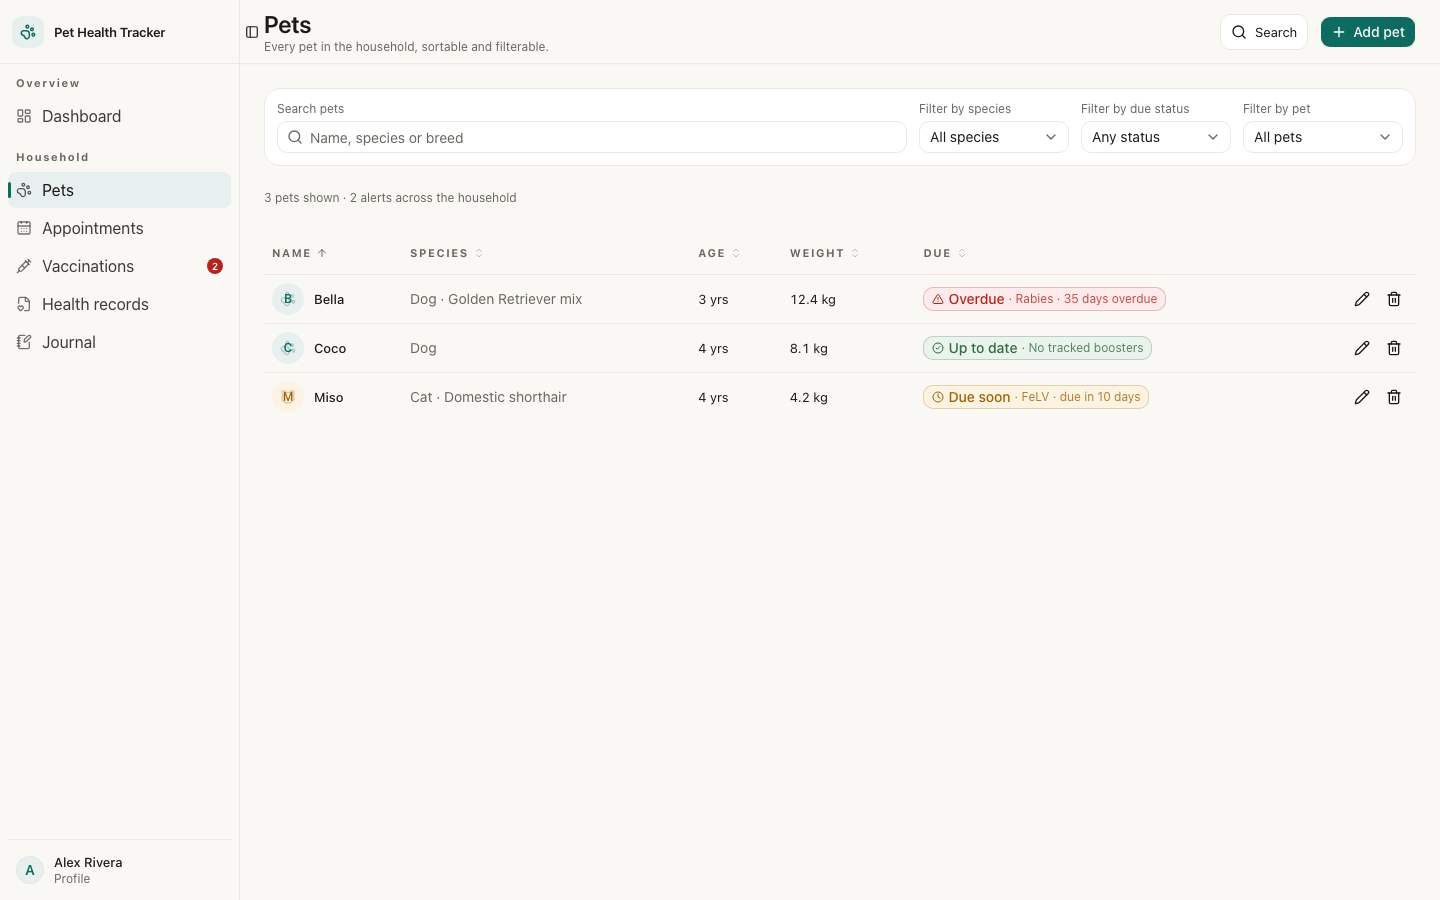 Pet Health Tracker
Overview
Dashboard
Household
Pets
Appointments
Vaccinations 2
Health records
Journal
Alex Rivera
A
Profile
Pets
Every pet in the household, sortable and filterable.
Search
Add pet
Search pets
Name, species or breed
Filter by species
All species
Filter by due status
Any status
Filter by pet
All pets
3 pets shown · 2 alerts across the household
NAME SPECIES AGE WEIGHT DUE
B Bella Dog · Golden Retriever mix 3 yrs 12.4 kg Overdue · Rabies · 35 days overdue
C Coco Dog 4 yrs 8.1 kg Up to date · No tracked boosters
M Miso Cat · Domestic shorthair 4 yrs 4.2 kg Due soon · FeLV · due in 10 days